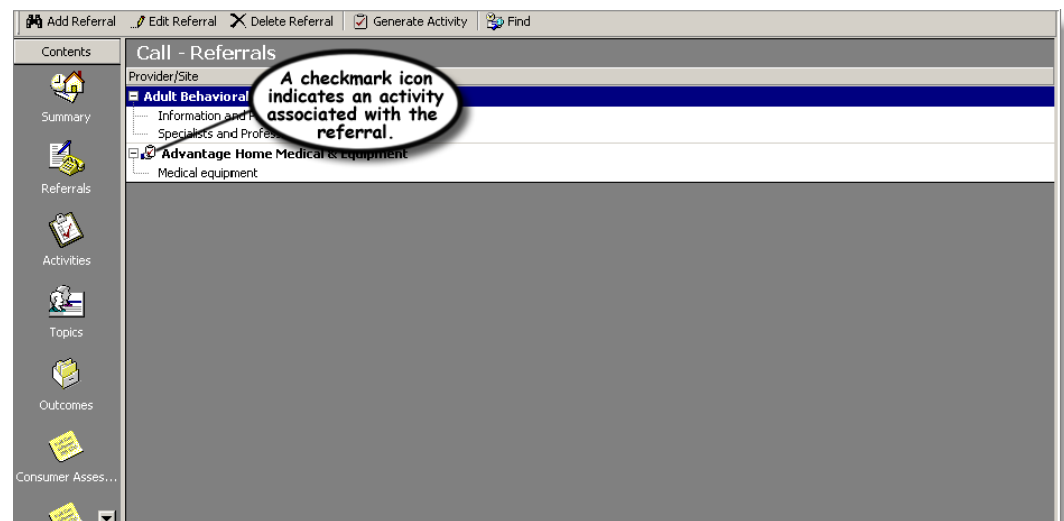 Add Referral Edit Referral Delete Referral Generate Activity Find
Contents
Call - Referrals
Provider/Site
A checkmark icon
indicates an activity
associated with the
referral.
Adult Behavioral
Information and
Specialists and
Advantage Home Medical & Equipment
Medical equipment
Summary
Referrals
Activities
Topics
Outcomes
Consumer Asses...